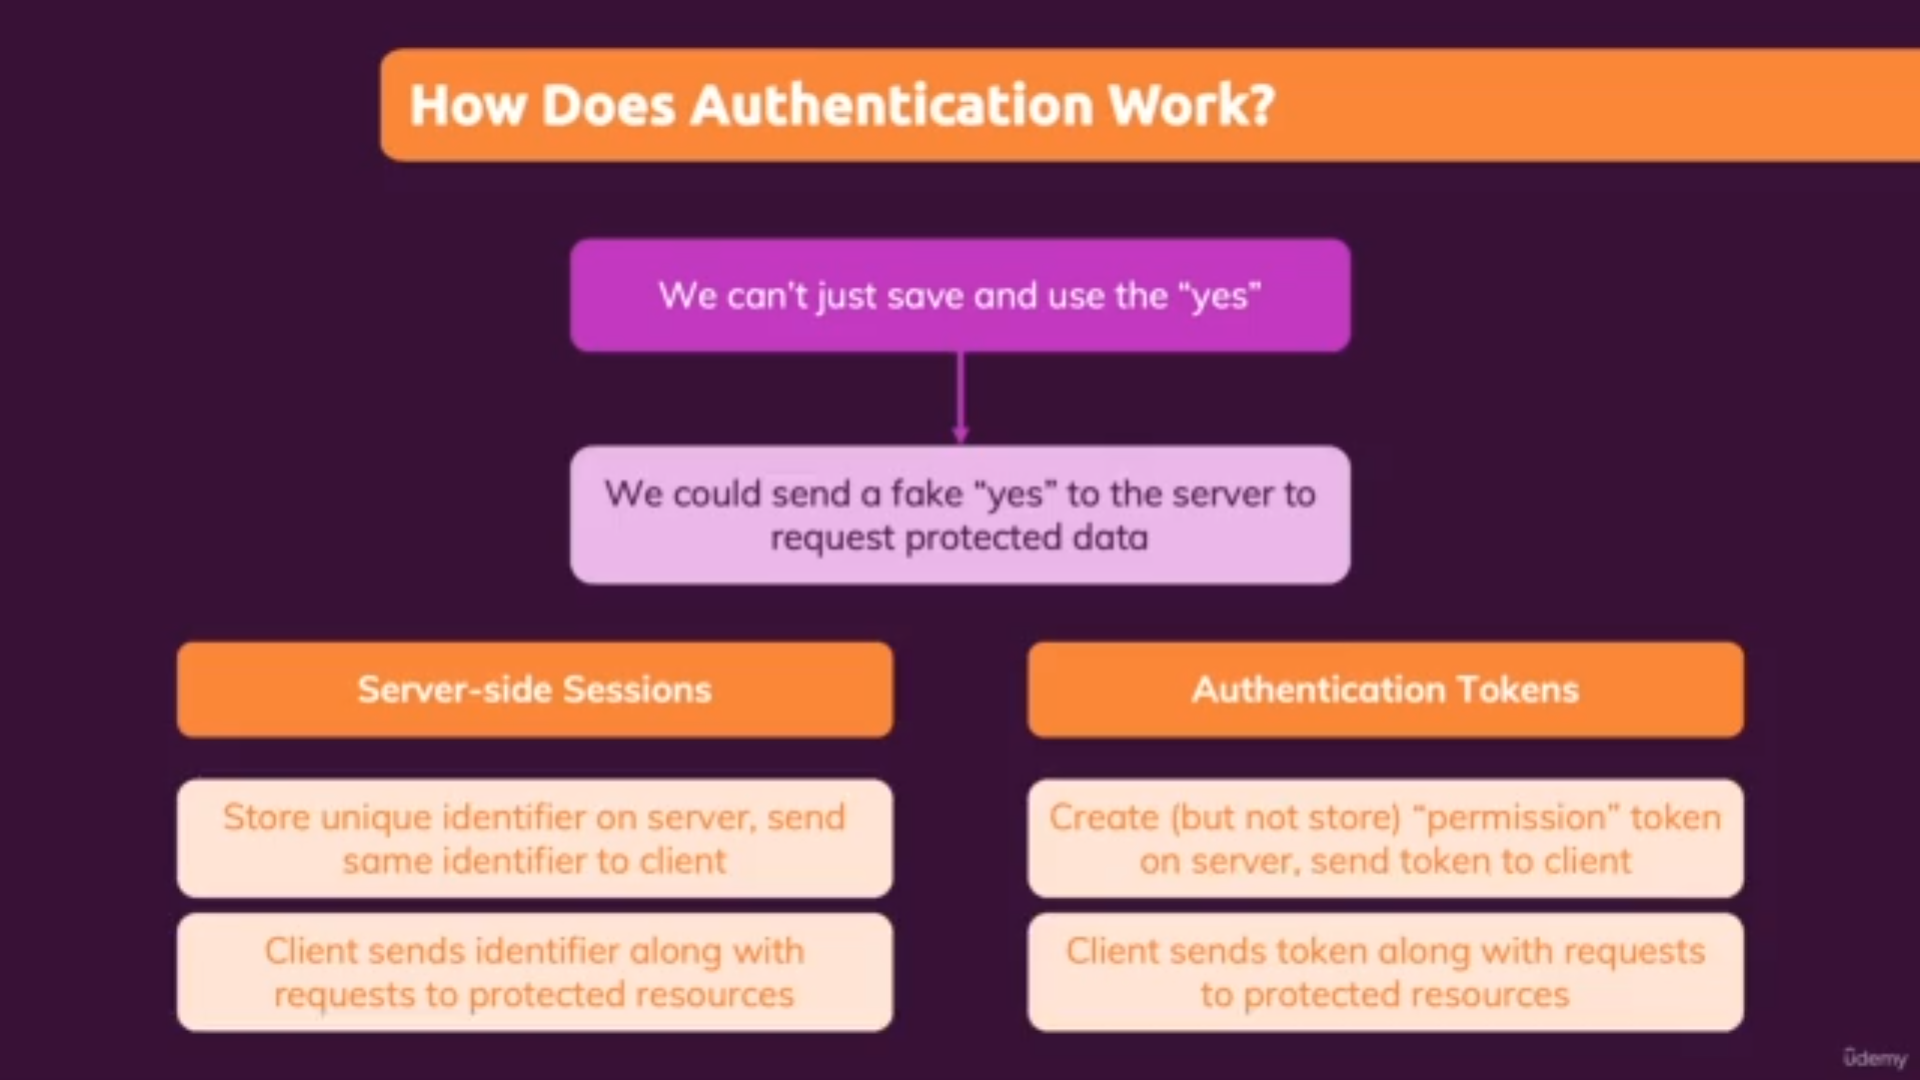 How Does Authentication Work?
We can't just save and use the “yes”
We could send a fake “yes” to the server to
request protected data
Server-side Sessions
Store unique identifier on server, send
same identifier to client
Client sends identifier along with
requests to protected resources
Authentication Tokens
Create (but not store) “permission” token
on server, send token to client
Client sends token along with requests
to protected resources
ûdemy